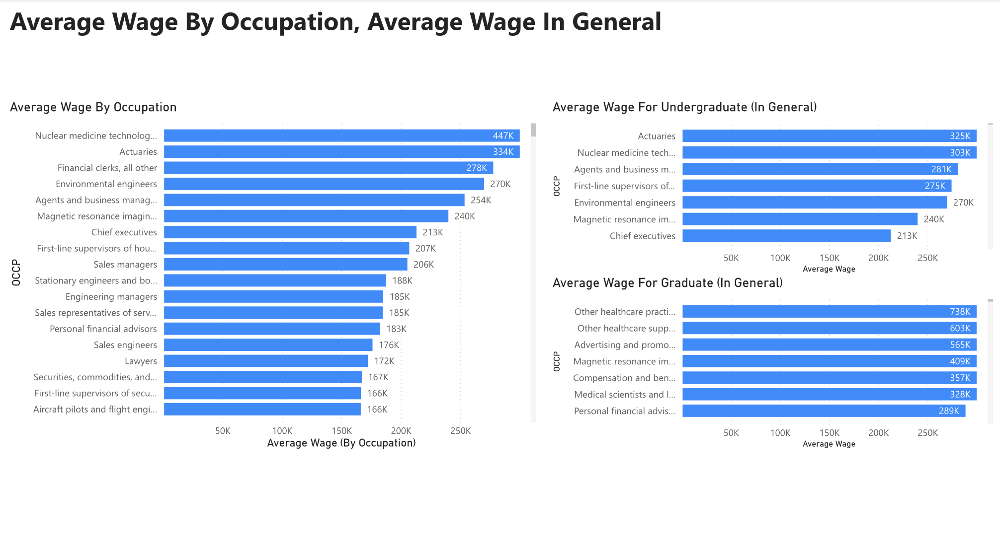 Average Wage By Occupation, Average Wage In General
Average Wage By Occupation
OCCP
Nuclear medicine technolog... 447K
Actuaries 334K
Financial clerks, all other 278K
Environmental engineers 270K
Agents and business manag... 254K
Magnetic resonance imagin... 240K
Chief executives 213K
First-line supervisors of hou... 207K
Sales managers 206K
Stationary engineers and bo... 188K
Engineering managers 185K
Sales representatives of serv... 185K
Personal financial advisors 183K
Sales engineers 176K
Lawyers 172K
Securities, commodities, and... 167K
First-line supervisors of secu... 166K
Aircraft pilots and flight engi... 166K
50K 100K 150K 200K 250K
Average Wage (By Occupation)
Average Wage For Undergraduate (In General)
OCCP
Actuaries 325K
Nuclear medicine tech... 303K
Agents and business m... 281K
First-line supervisors of... 275K
Environmental engineers 270K
Magnetic resonance im... 240K
Chief executives 213K
50K 100K 150K 200K 250K
Average Wage
Average Wage For Graduate (In General)
OCCP
Other healthcare practi... 738K
Other healthcare supp... 603K
Advertising and promo... 565K
Magnetic resonance im... 409K
Compensation and ben... 357K
Medical scientists and l... 328K
Personal financial advis... 289K
50K 100K 150K 200K 250K
Average Wage